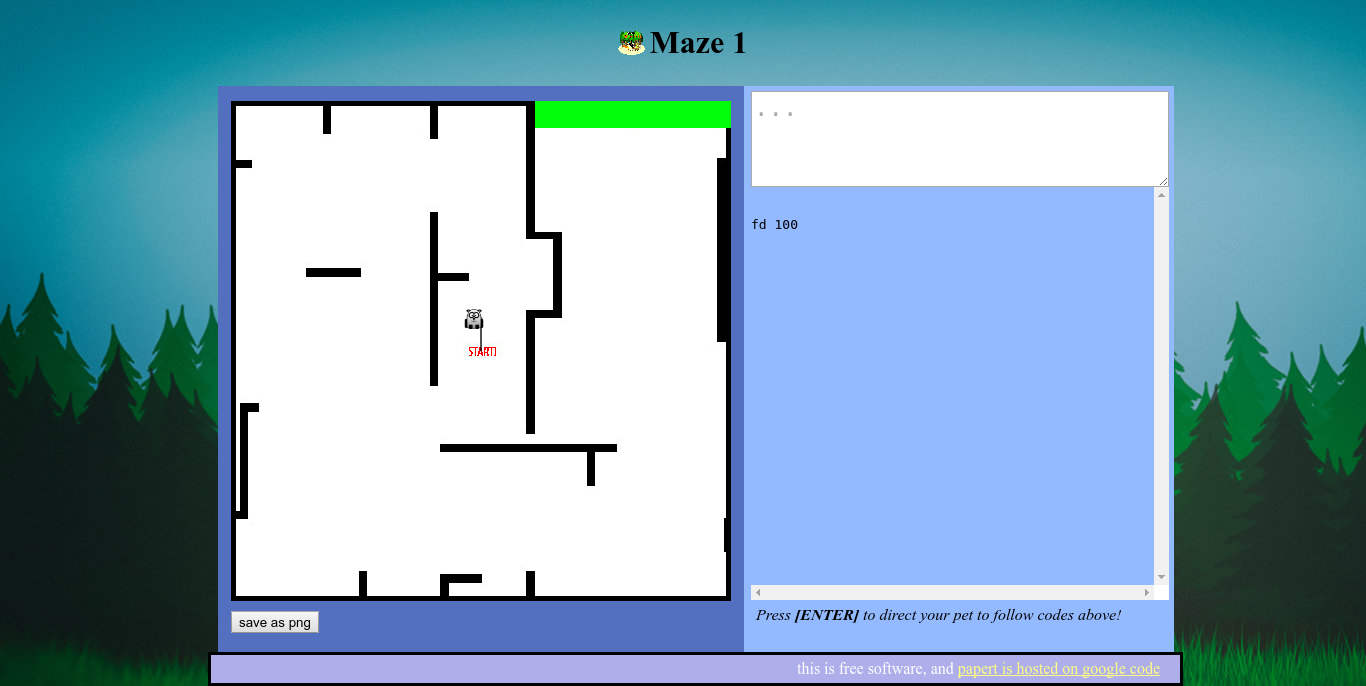 Maze 1
...
fd 100
START!
save as png
Press [ENTER] to direct your pet to follow codes above!
this is free software, and papert is hosted on google code